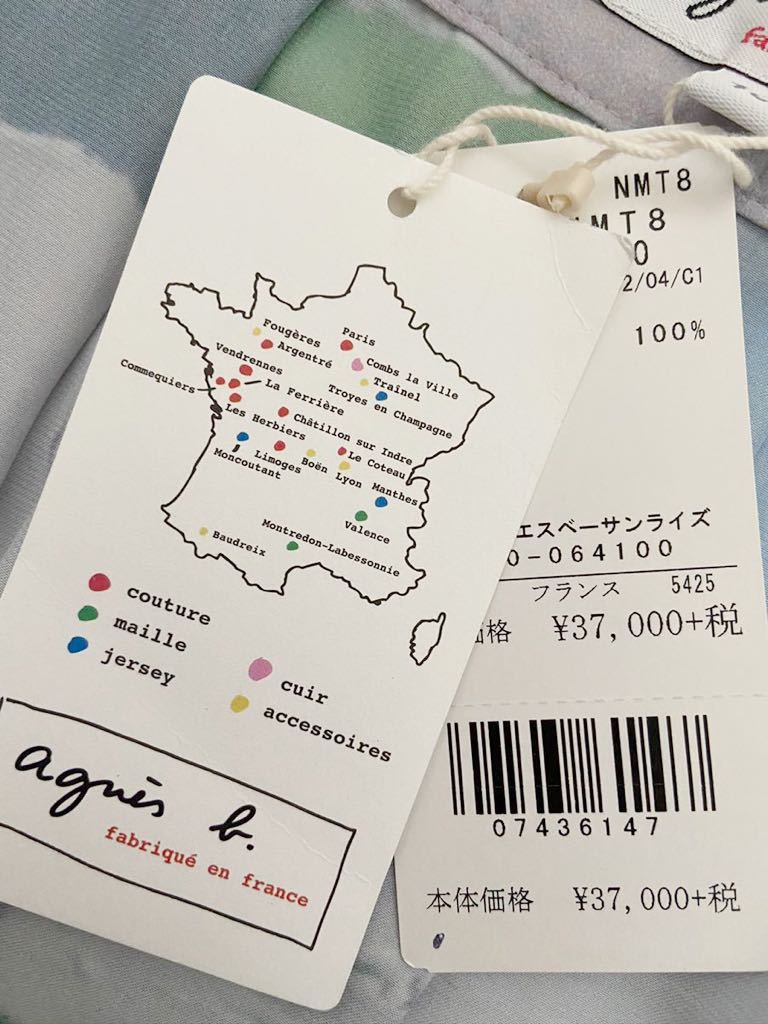 Fougères
Paris
Argentré
Combs la Ville
Vendrennes
Traînel
Commequiers
La Ferrière
Troyes en Champagne
Les Herbiers
Châtillon sur Indre
Limoges
Boën
Lyon
Le Coteau
Moncoutant
Manthes
Valence
Baudreix
Montredon-Labessonnie
couture
maille
jersey
cuir
accessoires
agnès b.
fabriqué en france
NMT8
MT8
0
2/04/C1
100%
エスベーサンライズ
0-064100
フランス 5425
価格 ¥37,000+税
07436147
本体価格 ¥37,000+税
fa